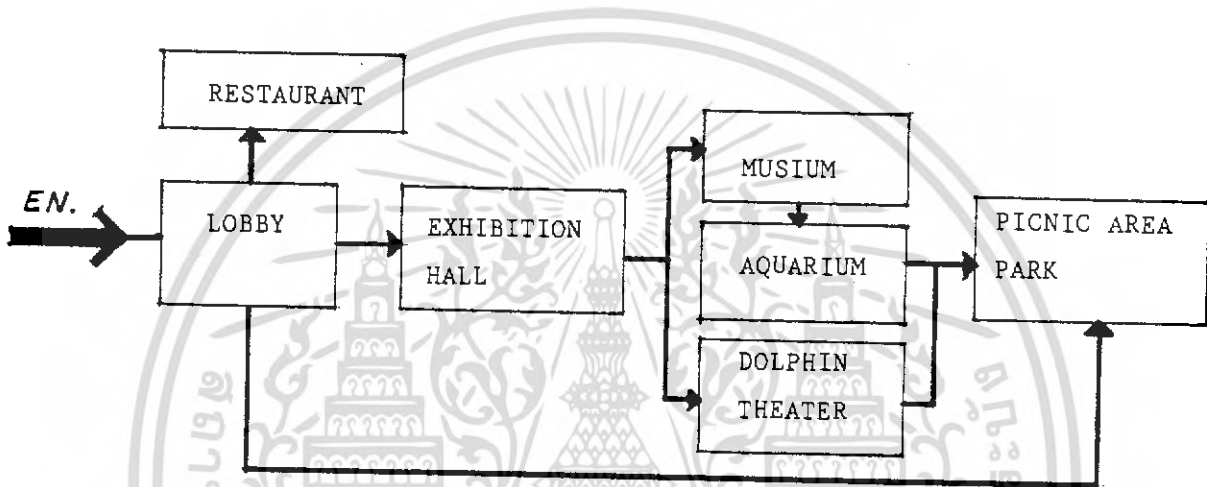 RESTAURANT
EN.
LOBBY
EXHIBITION
HALL
MUSIUM
AQUARIUM
DOLPHIN
THEATER
PICNIC AREA
PARK